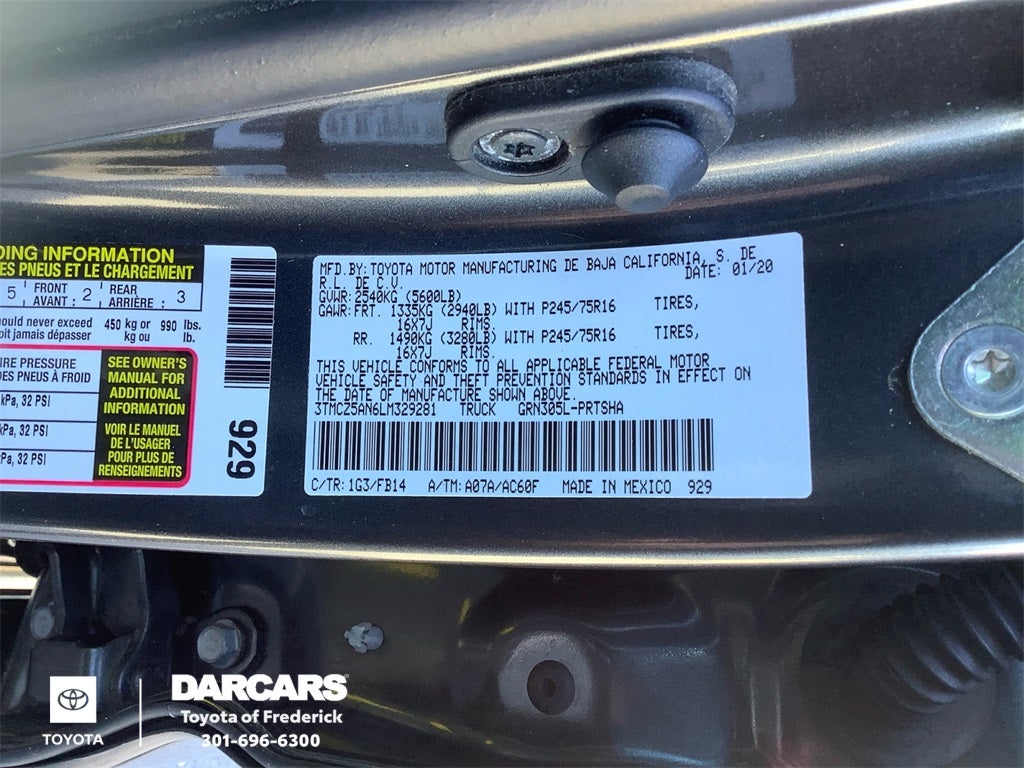 DING INFORMATION
ES PNEUS ET LE CHARGEMENT
5 FRONT AVANT : 2 REAR ARRIÈRE : 3
ould never exceed 450 kg or 990 lbs.
oit jamais dépasser kg ou lb.
IRE PRESSURE
DES PNEUS À FROID
kPa, 32 PSI
kPa, 32 PSI
Pa, 32 PSI
SEE OWNER'S
MANUAL FOR
ADDITIONAL
INFORMATION
VOIR LE MANUEL
DE L'USAGER
POUR PLUS DE
RENSEIGNEMENTS
929
MFD.BY:TOYOTA MOTOR MANUFACTURING DE BAJA CALIFORNIA, S. DE
R.L. DE C.V. DATE: 01/20
GVWR:2540KG (5600LB)
GAWR:FRT. 1335KG (2940LB) WITH P245/75R16 TIRES,
16X7J RIMS.
RR. 1490KG (3280LB) WITH P245/75R16 TIRES,
16X7J RIMS.
THIS VEHICLE CONFORMS TO ALL APPLICABLE FEDERAL MOTOR
VEHICLE SAFETY AND THEFT PREVENTION STANDARDS IN EFFECT ON
THE DATE OF MANUFACTURE SHOWN ABOVE.
3TMCZ5AN6LM329281 TRUCK GRN305L-PRTSHA
C/TR:1G3/FB14 A/TM:A07A/AC60F MADE IN MEXICO 929
TOYOTA
DARCARS
Toyota of Frederick
301-696-6300